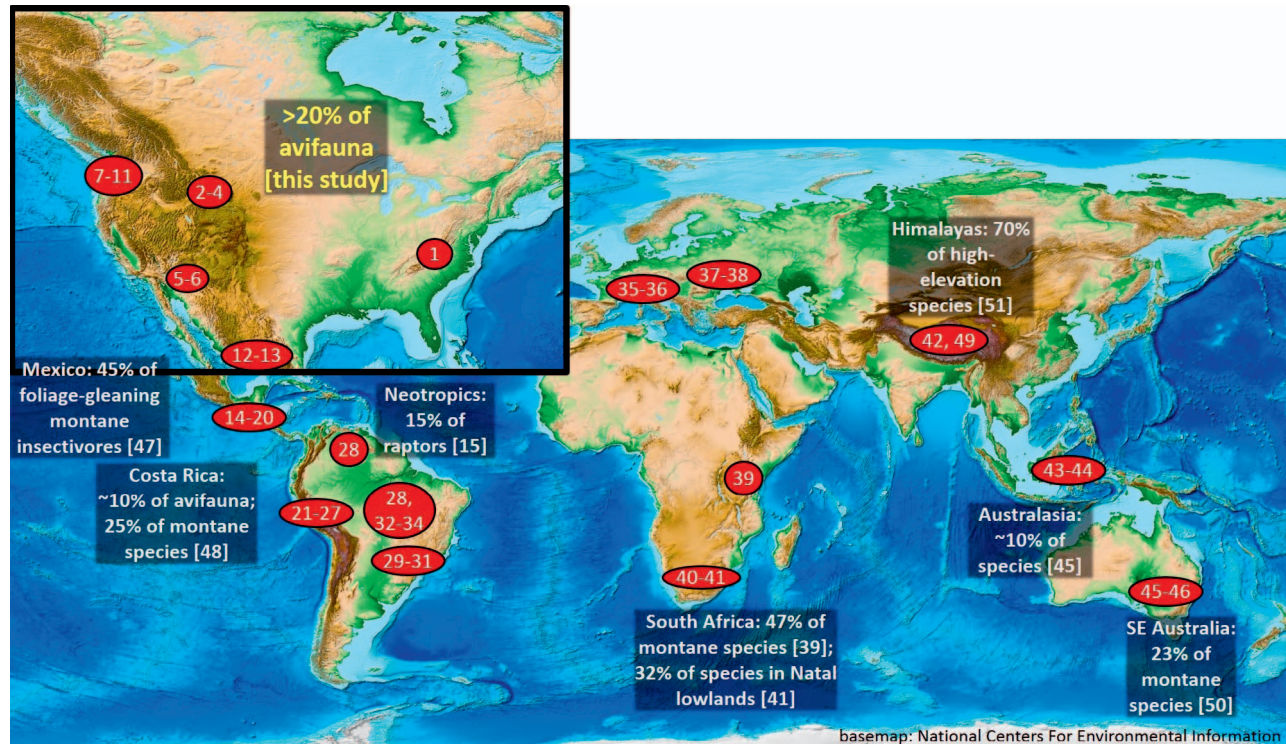 >20% of
avifauna
[this study]
7-11
2-4
1
5-6
12-13
Mexico: 45% of
foliage-gleaning
montane
insectivores [47]
14-20
Neotropics:
15% of
raptors [15]
Costa Rica:
~10% of avifauna;
25% of montane
species [48]
28
21-27
28,
32-34
29-31
35-36
37-38
Himalayas: 70%
of high-
elevation
species [51]
42, 49
39
43-44
40-41
Australasia:
~10% of
species [45]
45-46
South Africa: 47% of
montane species [39];
32% of species in Natal
lowlands [41]
SE Australia:
23% of
montane
species [50]
basemap: National Centers For Environmental Information